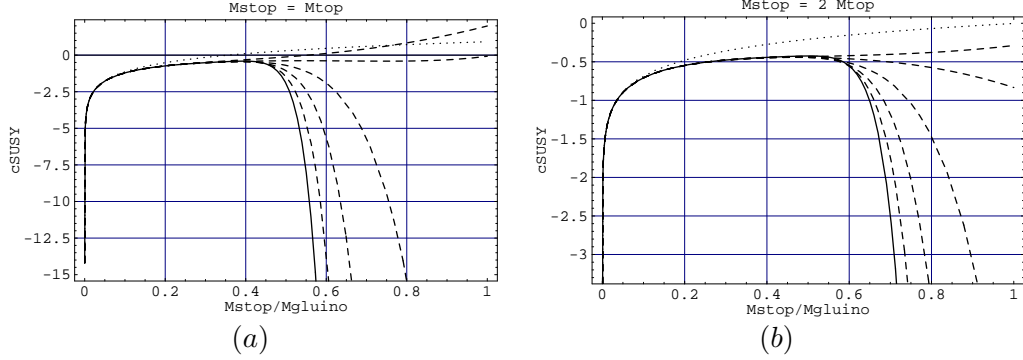 Mstop = Mtop
0
-2.5
-5
-7.5
-10
-12.5
-15
cSUSY
0 0.2 0.4 0.6 0.8 1
Mstop/Mgluino
(a)
Mstop = 2 Mtop
0
-0.5
-1
-1.5
-2
-2.5
-3
cSUSY
0 0.2 0.4 0.6 0.8 1
Mstop/Mgluino
(b)